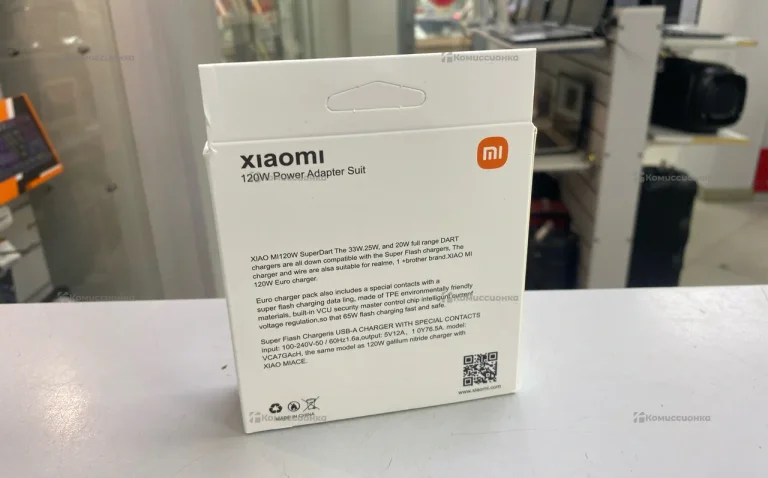 xiaomi
mi
120W Power Adapter Suit
XIAO MI120W SuperDart The 33W.25W, and 20W full range DART
chargers are all down compatible with the Super Flash chargers, The
charger and wire are aisa suitable for realme, 1 +brother brand.XIAO MI
120W Euro charger.
Euro charger pack also includes a special contacts with a
super flash charging data ling, made of TPE environmentally friendly
materials, built-in VCU security master control chip intelligent current
voltage regulation,so that 65W flash charging fast and safe.
Super Flash Chargeris USB-A CHARGER WITH SPECIAL CONTACTS
input: 100-240V-50 / 60Hz1.6a,output: 5V12A, 1 0Y76.5A model:
VCA7GAcH, the same model as 120W gallium nitride charger with
XIAO MIACE.
www.xiaomi.com
MADE IN CHINA
Комиссионка
Комиссионка
Комиссионка
Комиссионка
Комиссионка
Комиссионка
Комиссионка
Комиссионка